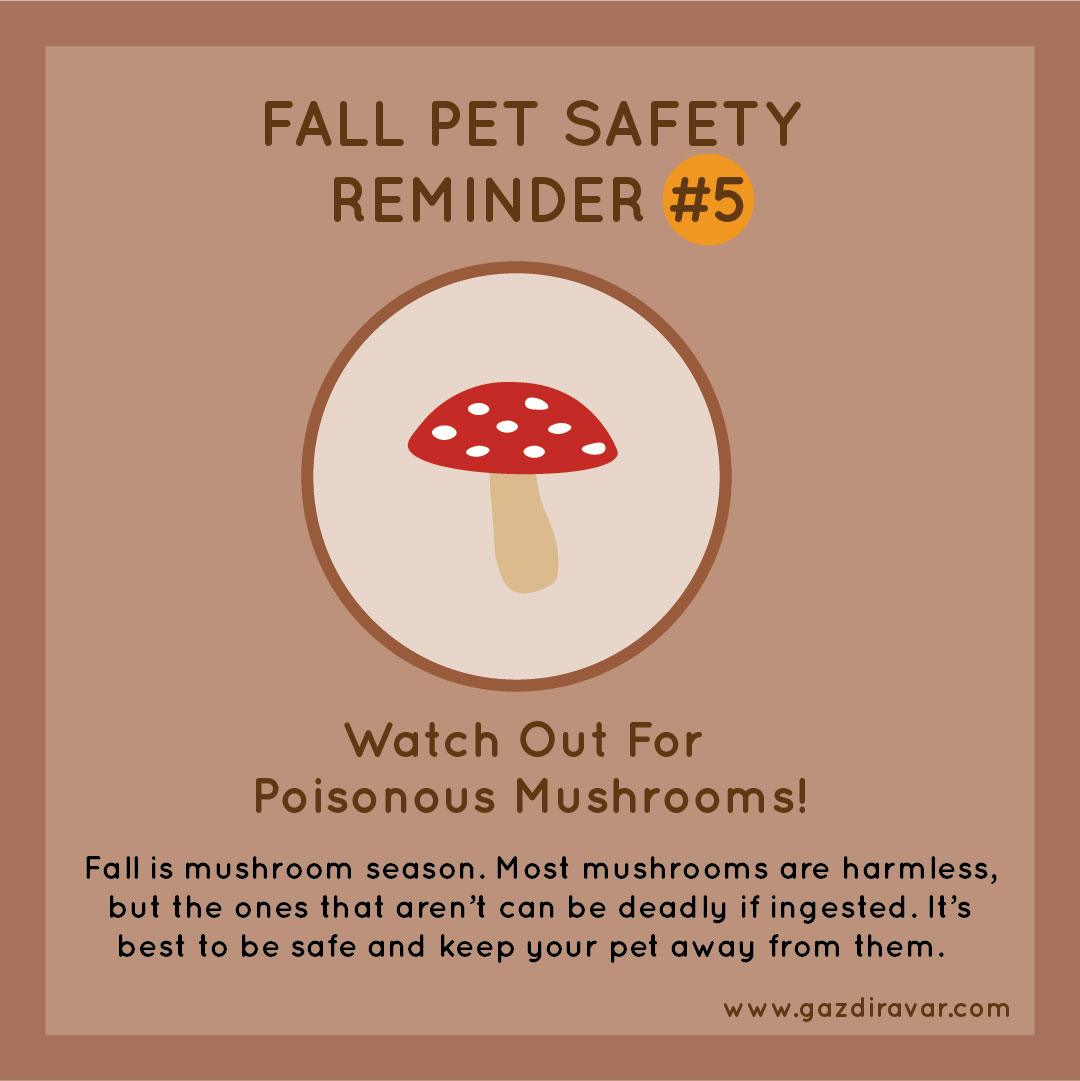 FALL PET SAFETY
REMINDER #5
Watch Out For
Poisonous Mushrooms!
Fall is mushroom season. Most mushrooms are harmless,
but the ones that aren’t can be deadly if ingested. It’s
best to be safe and keep your pet away from them.
www.gazdiravar.com